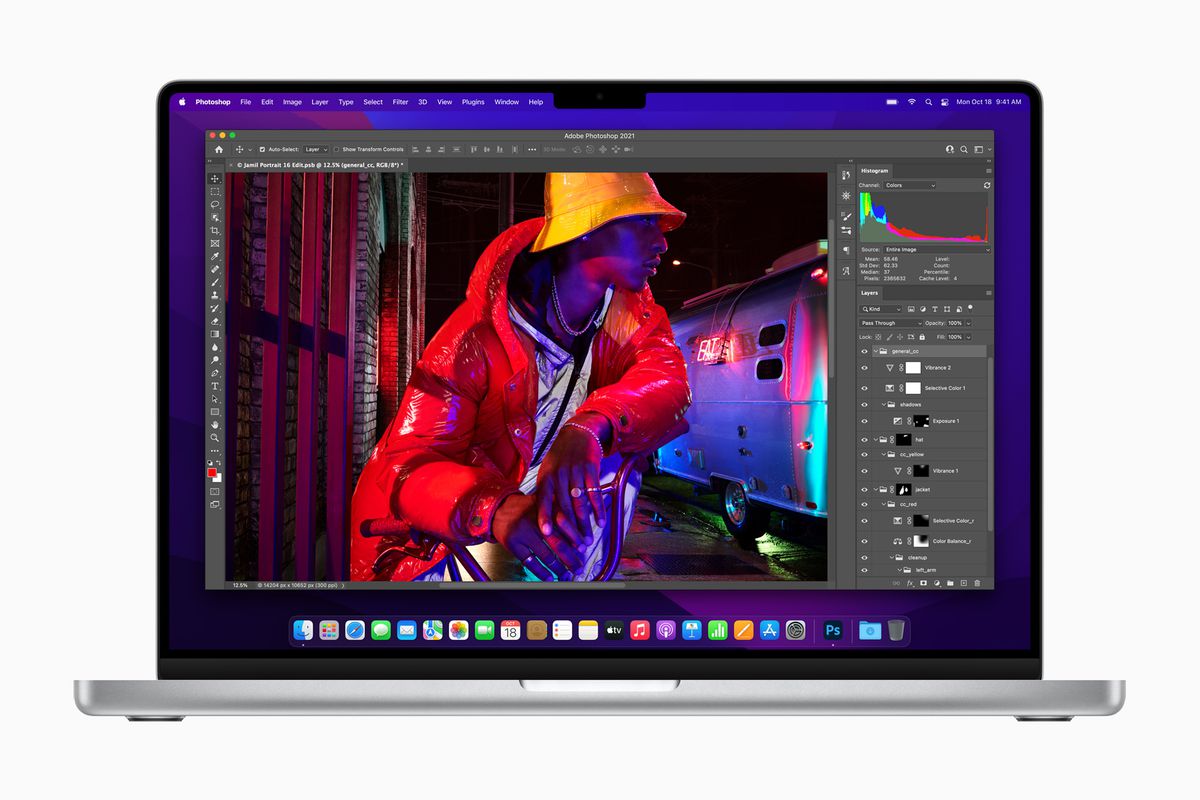 Photoshop File Edit Image Layer Type Select Filter 3D View Plugins Window Help Mon Oct 18 9:41 AM
Adobe Photoshop 2021
Auto-Select: Layer Show Transform Controls 3D Mode:
© Jamil Portrait 16 Edit.psb @ 12.5% (general_cc, RGB/8*) *
Histogram
Channel: Colors
Source: Entire Image
Mean: 58.46 Level:
Std Dev: 62.33 Count:
Median: 37 Percentile:
Pixels: 2365632 Cache Level: 4
Layers
Kind
Pass Through Opacity: 100%
Lock: Fill: 100%
general_cc
Vibrance 2
Selective Color 1
shadows
Exposure 1
hat
cc_yellow
Vibrance 1
jacket
cc_red
Selective Color_r
Color Balance_r
cleanup
left_arm
EAT
12.5% 14204 px x 10652 px (300 ppi)
OCT
18
tv
Ps